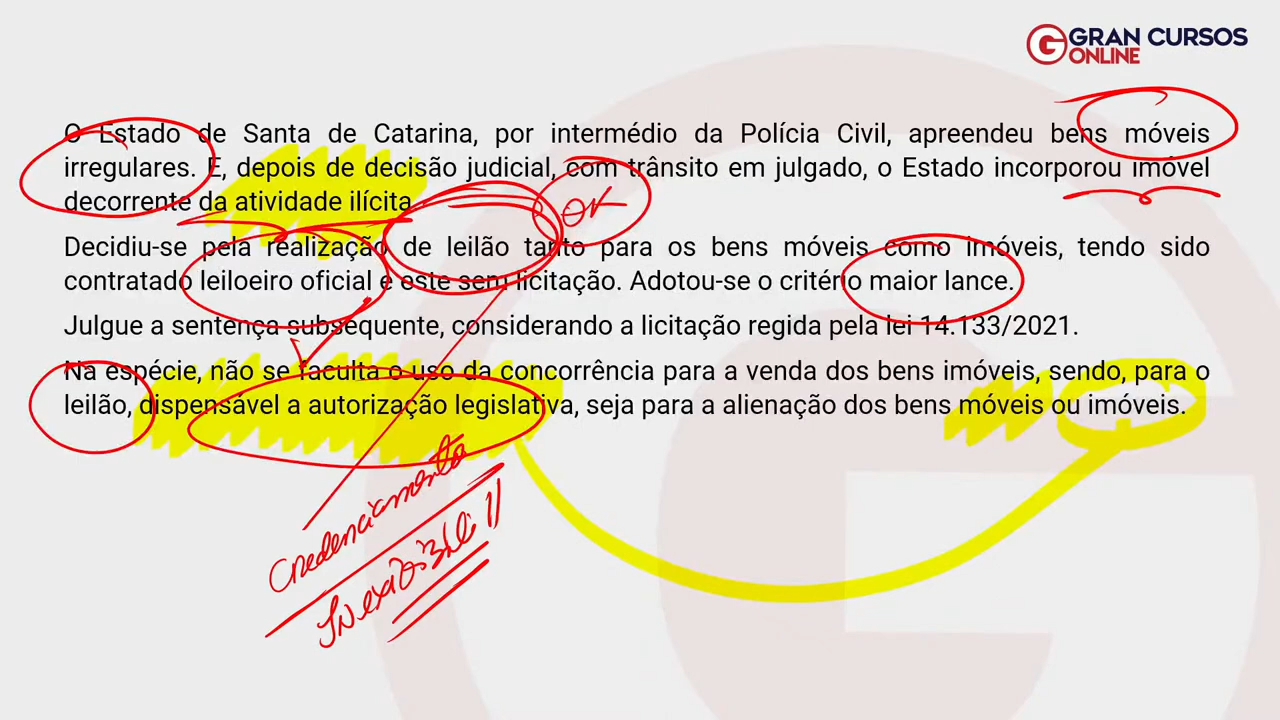 GRAN CURSOS
ONLINE
O Estado de Santa de Catarina, por intermédio da Polícia Civil, apreendeu bens móveis
irregulares. E, depois de decisão judicial, com trânsito em julgado, o Estado incorporou imóvel
decorrente da atividade ilícita.
OK
Decidiu-se pela realização de leilão tanto para os bens móveis como imóveis, tendo sido
contratado leiloeiro oficial e este sem licitação. Adotou-se o critério maior lance.
Julgue a sentença subsequente, considerando a licitação regida pela lei 14.133/2021.
Na espécie, não se faculta o uso da concorrência para a venda dos bens imóveis, sendo, para o
leilão, dispensável a autorização legislativa, seja para a alienação dos bens móveis ou imóveis.
Credenciamento